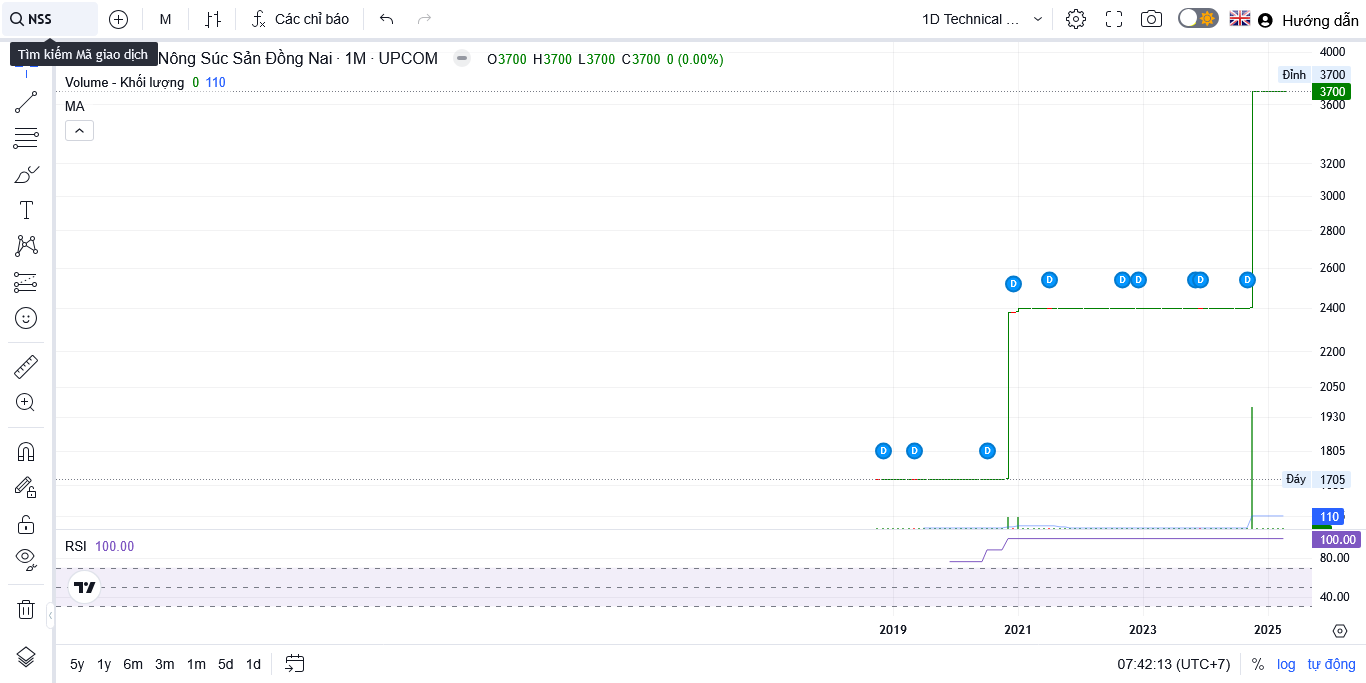 NSS
M
Các chỉ báo
1D Technical ...
Hướng dẫn
Tìm kiếm Mã giao dịch
Nông Súc Sản Đồng Nai · 1M · UPCOM
O3700 H3700 L3700 C3700 0 (0.00%)
Volume - Khối lượng 0 110
MA
4000
Đỉnh 3700
3700
3600
3200
3000
2800
2600
2400
2200
2050
1930
1805
Đáy 1705
110
D
D
D
D
D
D
D
D
D
RSI 100.00
100.00
80.00
40.00
2019
2021
2023
2025
5y 1y 6m 3m 1m 5d 1d
07:42:13 (UTC+7)
% log tự động